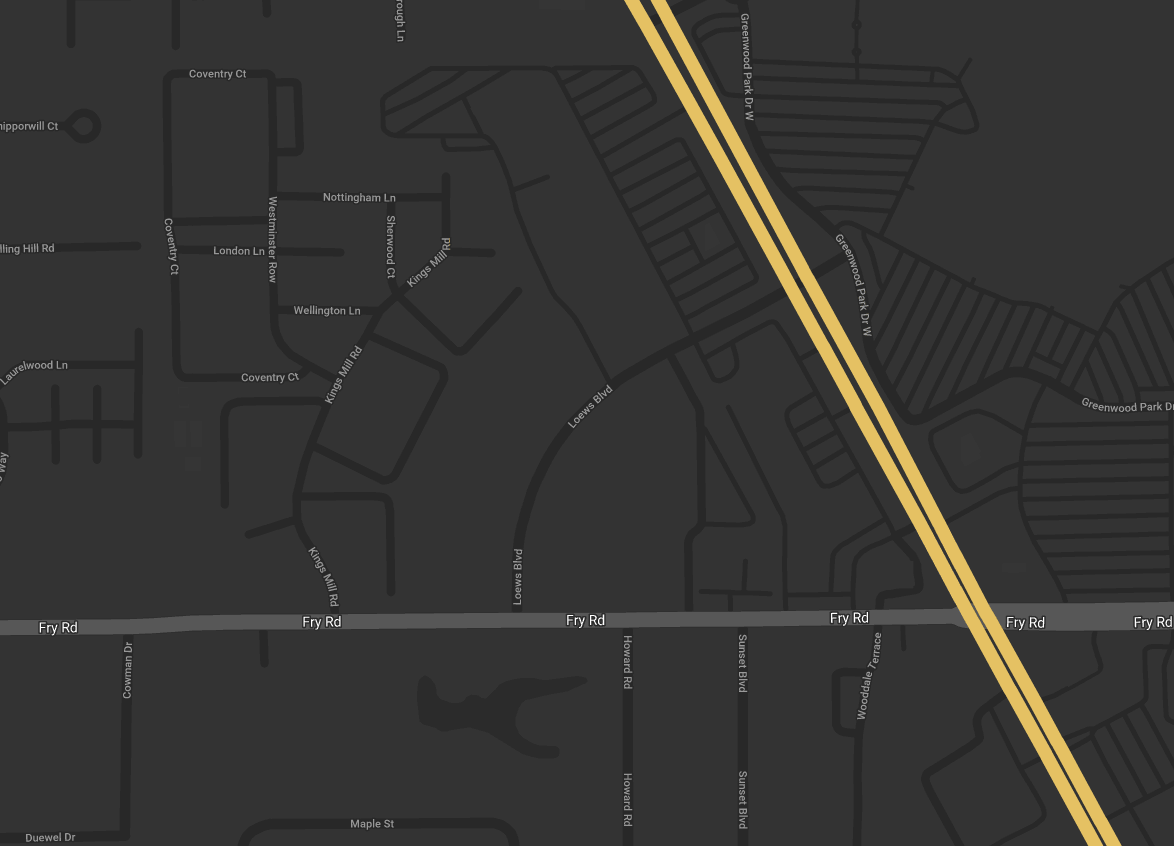 rough Ln
Greenwood Park Dr W
Coventry Ct
hipporwill Ct
Nottingham Ln
Westminster Row
Sherwood Ct
Coventry Ct
lling Hill Rd
London Ln
Kings Mill Rd
Greenwood Park Dr W
Wellington Ln
Laurelwood Ln
Kings Mill Rd
Coventry Ct
Loews Blvd
Greenwood Park Dr
Way
Kings Mill Rd
Loews Blvd
Fry Rd
Fry Rd
Fry Rd
Fry Rd
Fry Rd
Fry Rd
Cowman Dr
Howard Rd
Sunset Blvd
Wooddale Terrace
Howard Rd
Sunset Blvd
Maple St
Duewel Dr